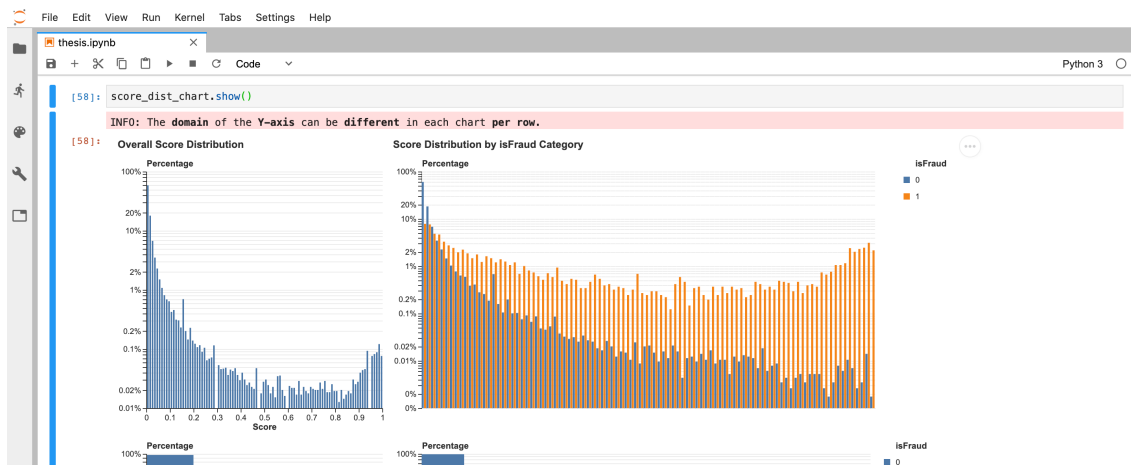 File Edit View Run Kernel Tabs Settings Help
thesis.ipynb
Code
Python 3
[58]: score_dist_chart.show()
INFO: The domain of the Y-axis can be different in each chart per row.
[58]:
Overall Score Distribution
Percentage
100%
20%
10%
2%
1%
0.2%
0.1%
0.02%
0.01%
0 0.1 0.2 0.3 0.4 0.5 0.6 0.7 0.8 0.9 1
Score
Score Distribution by isFraud Category
Percentage
100%
20%
10%
2%
1%
0.2%
0.1%
0.02%
0.01%
0%
0%
isFraud
0
1
Percentage
100%
Percentage
100%
isFraud
0